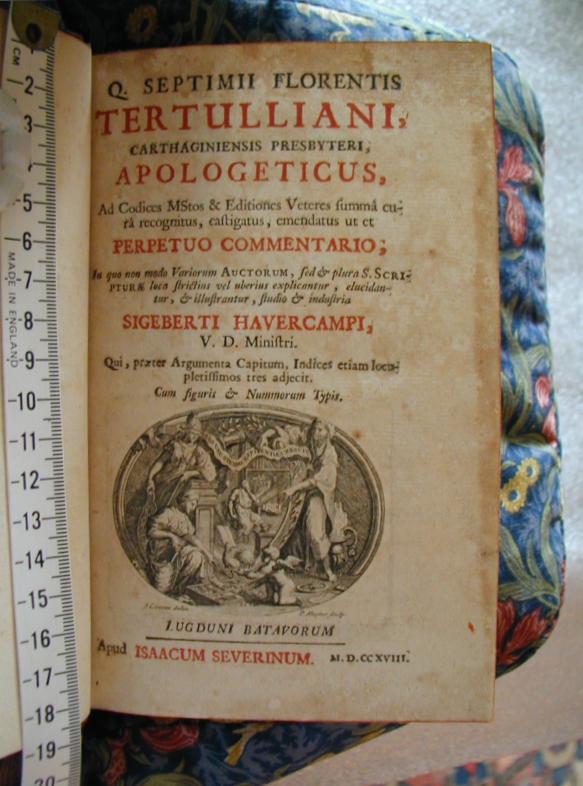 Q. SEPTIMII FLORENTIS
TERTULLIANI,
CARTHAGINIENSIS PRESBYTERI,
APOLOGETICUS,
Ad Codices MStos & Editiones Veteres ſummâ cu-
râ recognitus, caſtigatus, emendatus ut et
PERPETUO COMMENTARIO;
In quo non modo Variorum AUCTORUM, ſed & plura S. SCRI-
PTURÆ loca ſtrictius vel uberius explicantur, elucidan-
tur, & illuſtrantur, ſtudio & induſtria
SIGEBERTI HAVERCAMPI,
V. D. Miniſtri.
Qui, præter Argumenta Capitum, Indices etiam locu-
pletiſſimos tres adjecit.
Cum figuris & Nummorum Typis.
LUGDUNI BATAVORUM
Apud ISAACUM SEVERINUM. M. D. CCXVIII.
CM
2
3
4
5
6
7
8
9
10
11
12
13
14
15
16
17
18
19
20
MADE IN ENGLAND